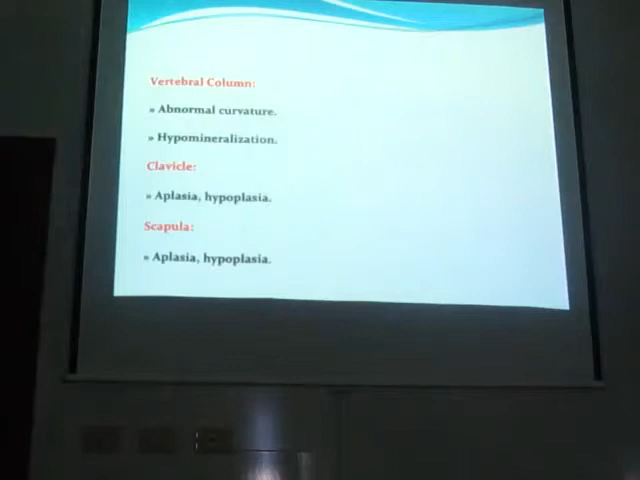 Vertebral Column:
» Abnormal curvature.
» Hypomineralization.
Clavicle:
» Aplasia, hypoplasia.
Scapula:
» Aplasia, hypoplasia.